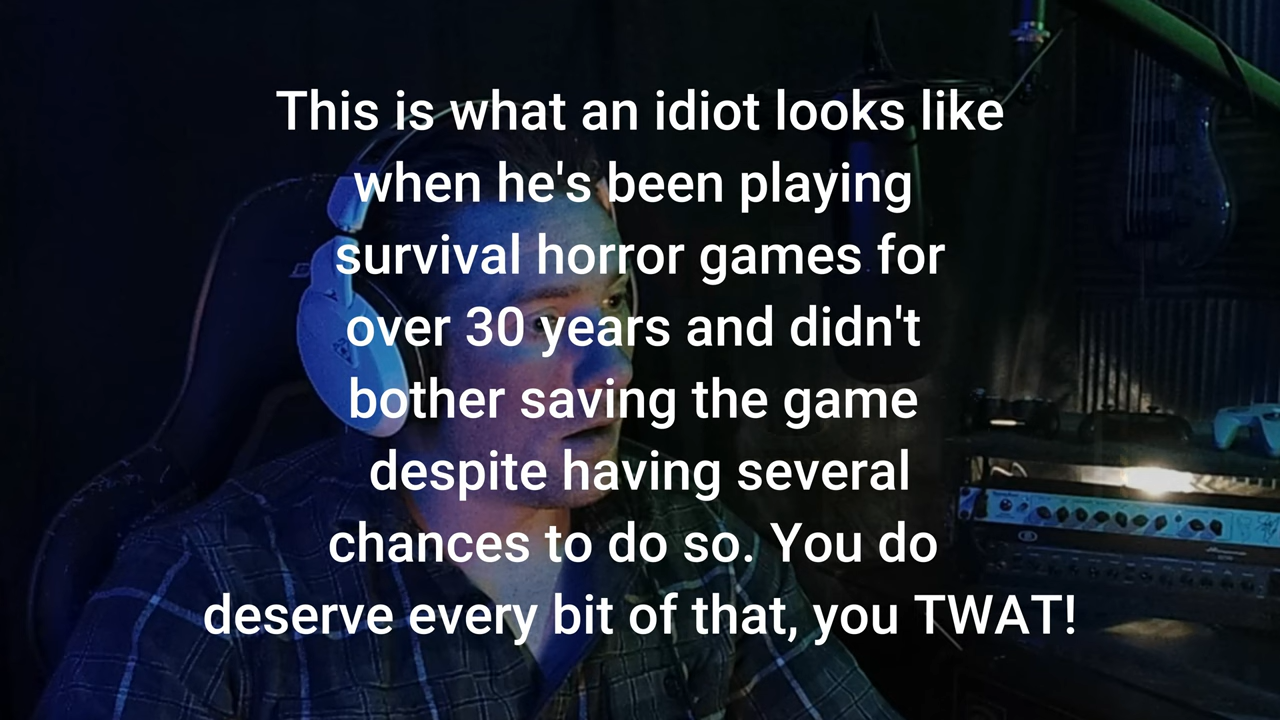 This is what an idiot looks like
when he's been playing
survival horror games for
over 30 years and didn't
bother saving the game
despite having several
chances to do so. You do
deserve every bit of that, you TWAT!